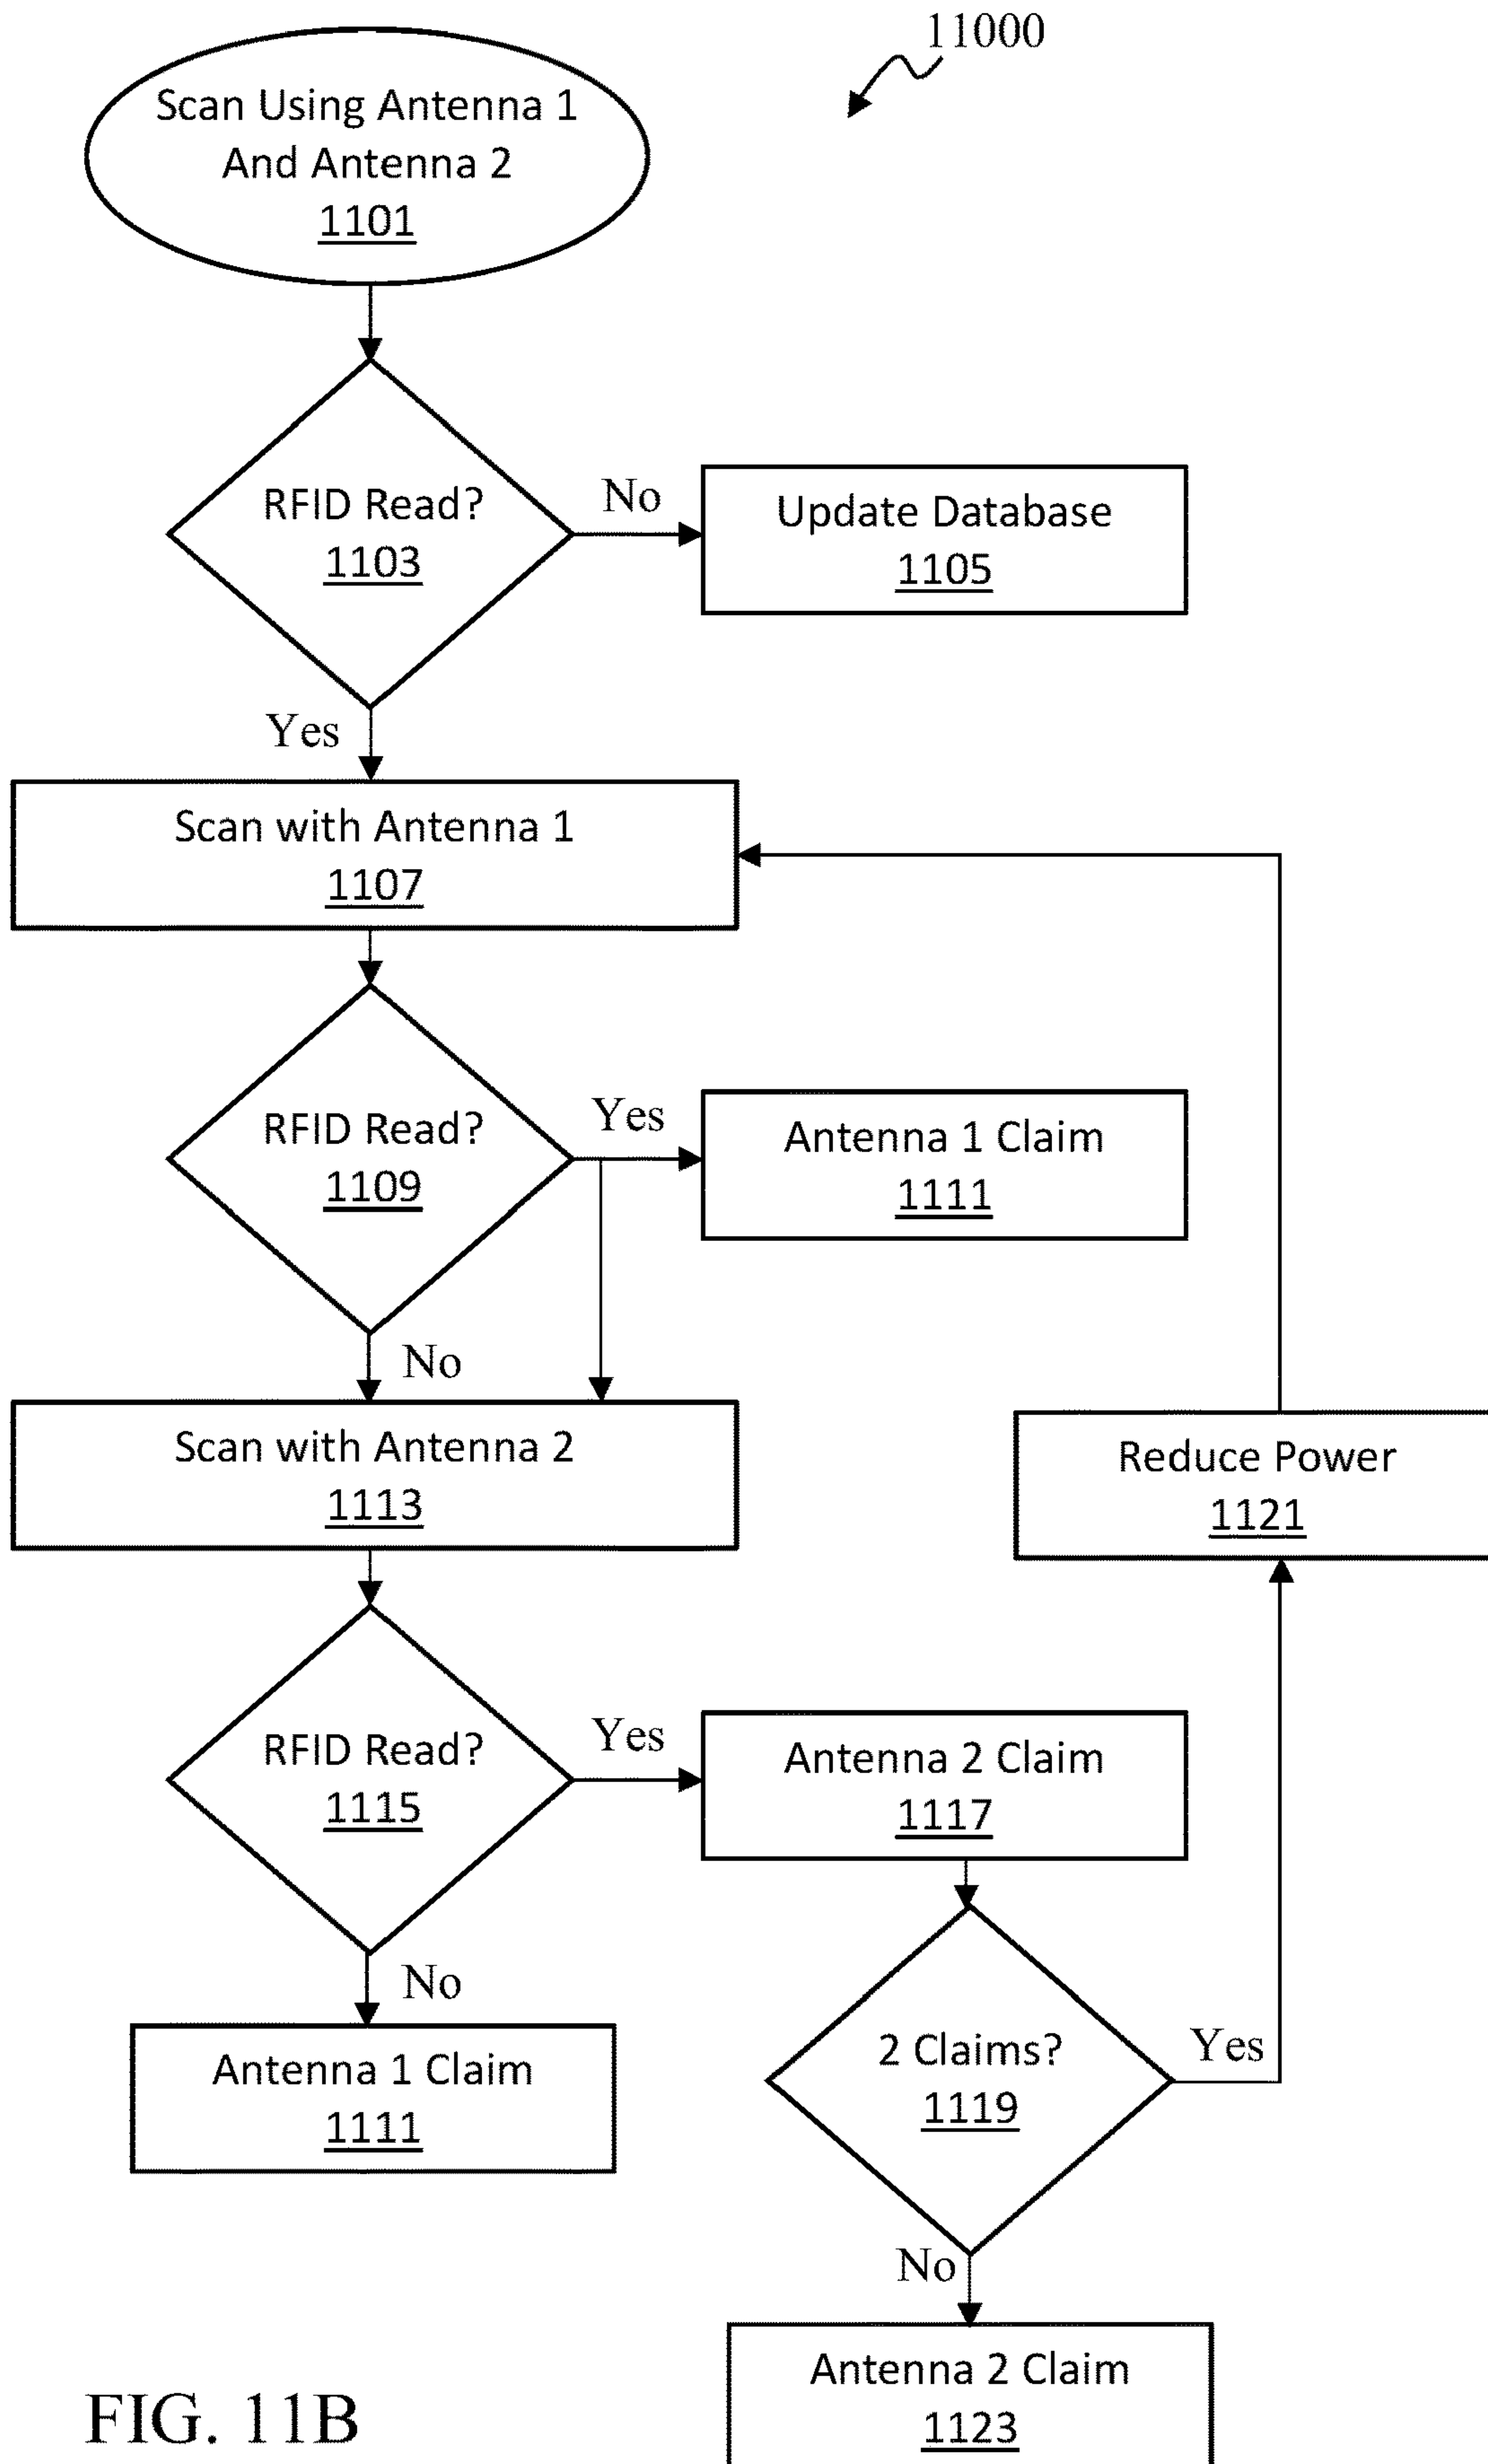 11000
Scan Using Antenna 1
And Antenna 2
1101
RFID Read?
1103
No
Update Database
1105
Yes
Scan with Antenna 1
1107
RFID Read?
1109
Yes
Antenna 1 Claim
1111
No
Scan with Antenna 2
1113
Reduce Power
1121
RFID Read?
1115
Yes
Antenna 2 Claim
1117
No
Antenna 1 Claim
1111
2 Claims?
1119
Yes
No
Antenna 2 Claim
1123
FIG. 11B